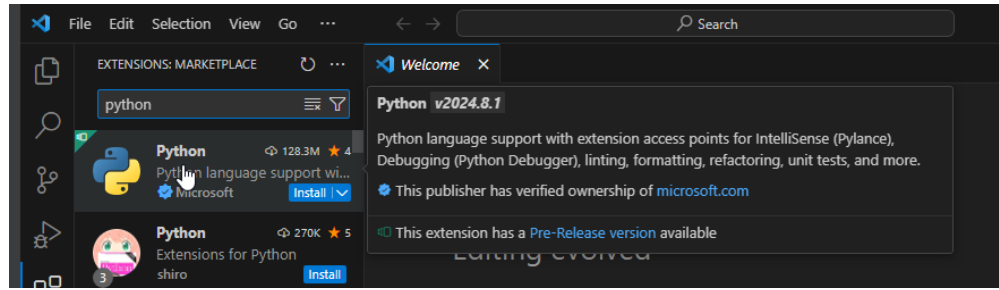 File Edit Selection View Go ···
Search
EXTENSIONS: MARKETPLACE ···
Welcome
python
Python v2024.8.1
Python language support with extension access points for IntelliSense (Pylance),
Debugging (Python Debugger), linting, formatting, refactoring, unit tests, and more.
This publisher has verified ownership of microsoft.com
This extension has a Pre-Release version available
Python 128.3M ★ 4
Python language support wi...
Microsoft Install
Python 270K ★ 5
Extensions for Python
shiro Install
3
Editing evolved